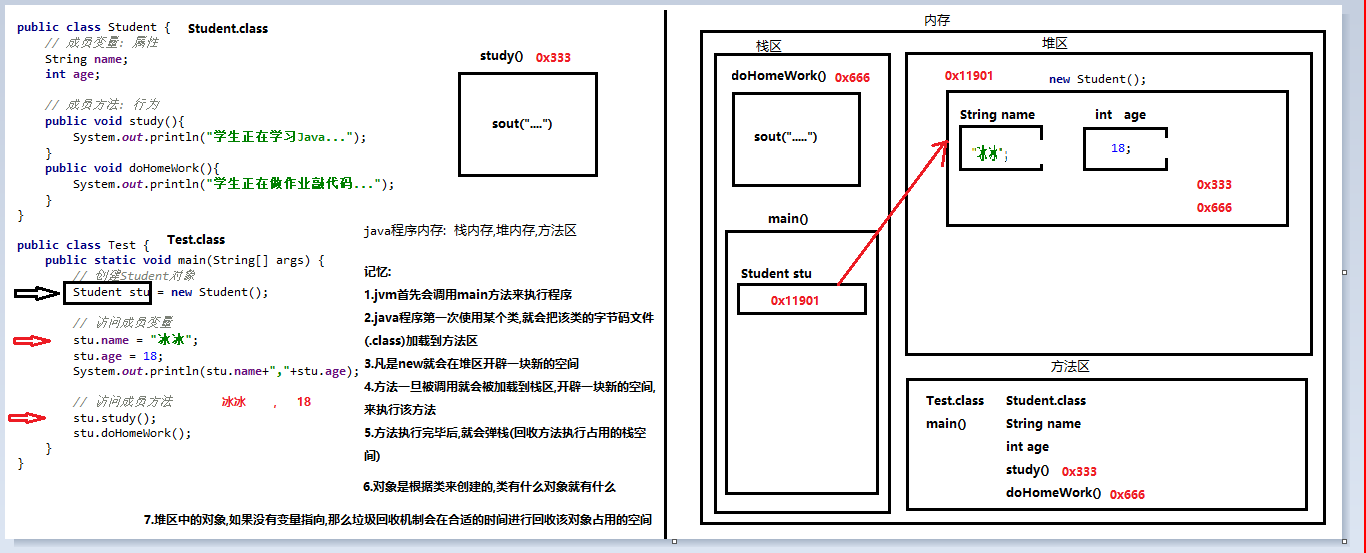 public class Student {
Student.class
// 成员变量: 属性
String name;
int age;
// 成员方法: 行为
public void study(){
System.out.println("学生正在学习Java...");
}
public void doHomeWork(){
System.out.println("学生正在做作业敲代码...");
}
}
study() 0x333
sout("....")
public class Test {
Test.class
public static void main(String[] args) {
// 创建Student对象
Student stu = new Student();
// 访问成员变量
stu.name = "冰冰";
stu.age = 18;
System.out.println(stu.name+","+stu.age);
// 访问成员方法
冰冰 , 18
stu.study();
stu.doHomeWork();
}
}
java程序内存: 栈内存,堆内存,方法区
记忆:
1.jvm首先会调用main方法来执行程序
2.java程序第一次使用某个类,就会把该类的字节码文件
(.class)加载到方法区
3.凡是new就会在堆区开辟一块新的空间
4.方法一旦被调用就会被加载到栈区,开辟一块新的空间,
来执行该方法
5.方法执行完毕后,就会弹栈(回收方法执行占用的栈空
间)
6.对象是根据类来创建的,类有什么对象就有什么
7.堆区中的对象,如果没有变量指向,那么垃圾回收机制会在合适的时间进行回收该对象占用的空间
内存
栈区
doHomeWork() 0x666
sout(".....")
main()
Student stu
0x11901
堆区
0x11901
new Student();
String name
int age
"冰冰";
18;
0x333
0x666
方法区
Test.class Student.class
main() String name
int age
study() 0x333
doHomeWork() 0x666